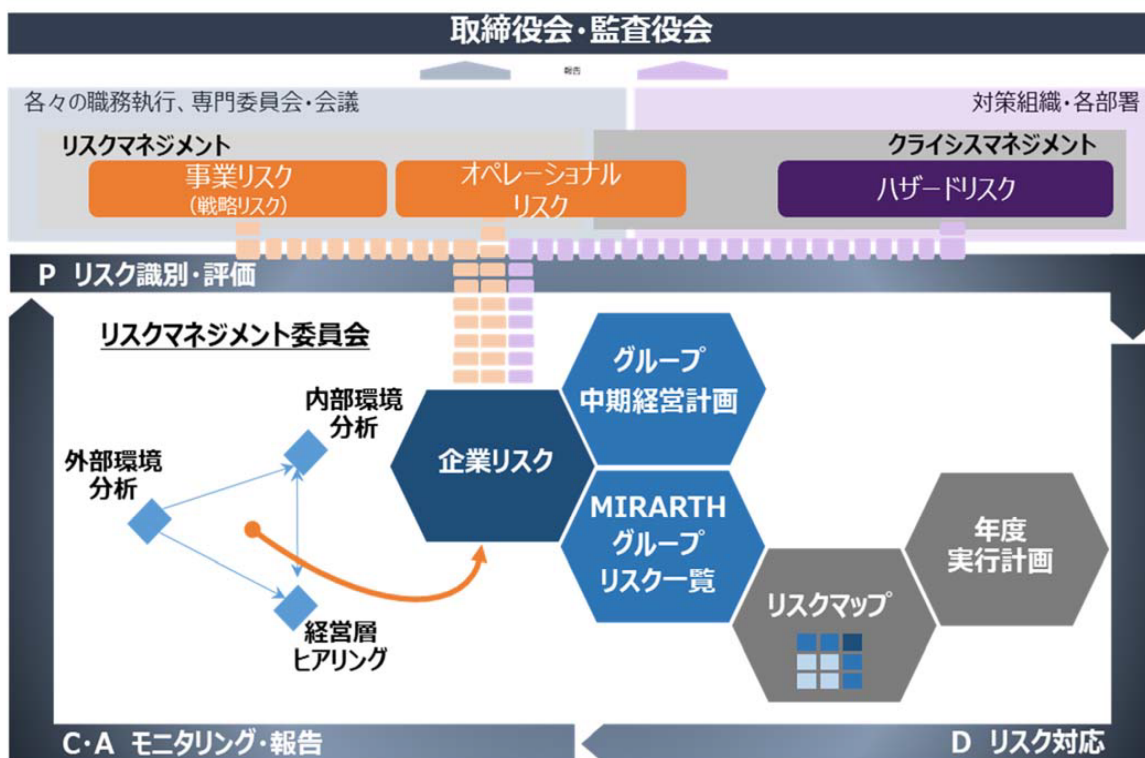 取締役会・監査役会
報告
各々の職務執行、専門委員会・会議
対策組織・各部署
リスクマネジメント
クライシスマネジメント
事業リスク
（戦略リスク）
オペレーショナル
リスク
ハザードリスク
P リスク識別・評価
リスクマネジメント委員会
内部環境
分析
外部環境
分析
経営層
ヒアリング
企業リスク
グループ
中期経営計画
MIRARTH
グループ
リスク一覧
リスクマップ
年度
実行計画
C・A モニタリング・報告
D リスク対応